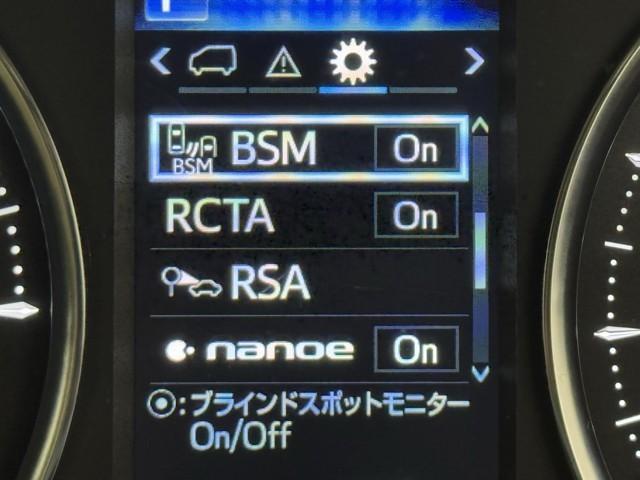 BSM BSM On
RCTA On
RSA
nanoe On
◉:ブラインドスポットモニター
On/Off